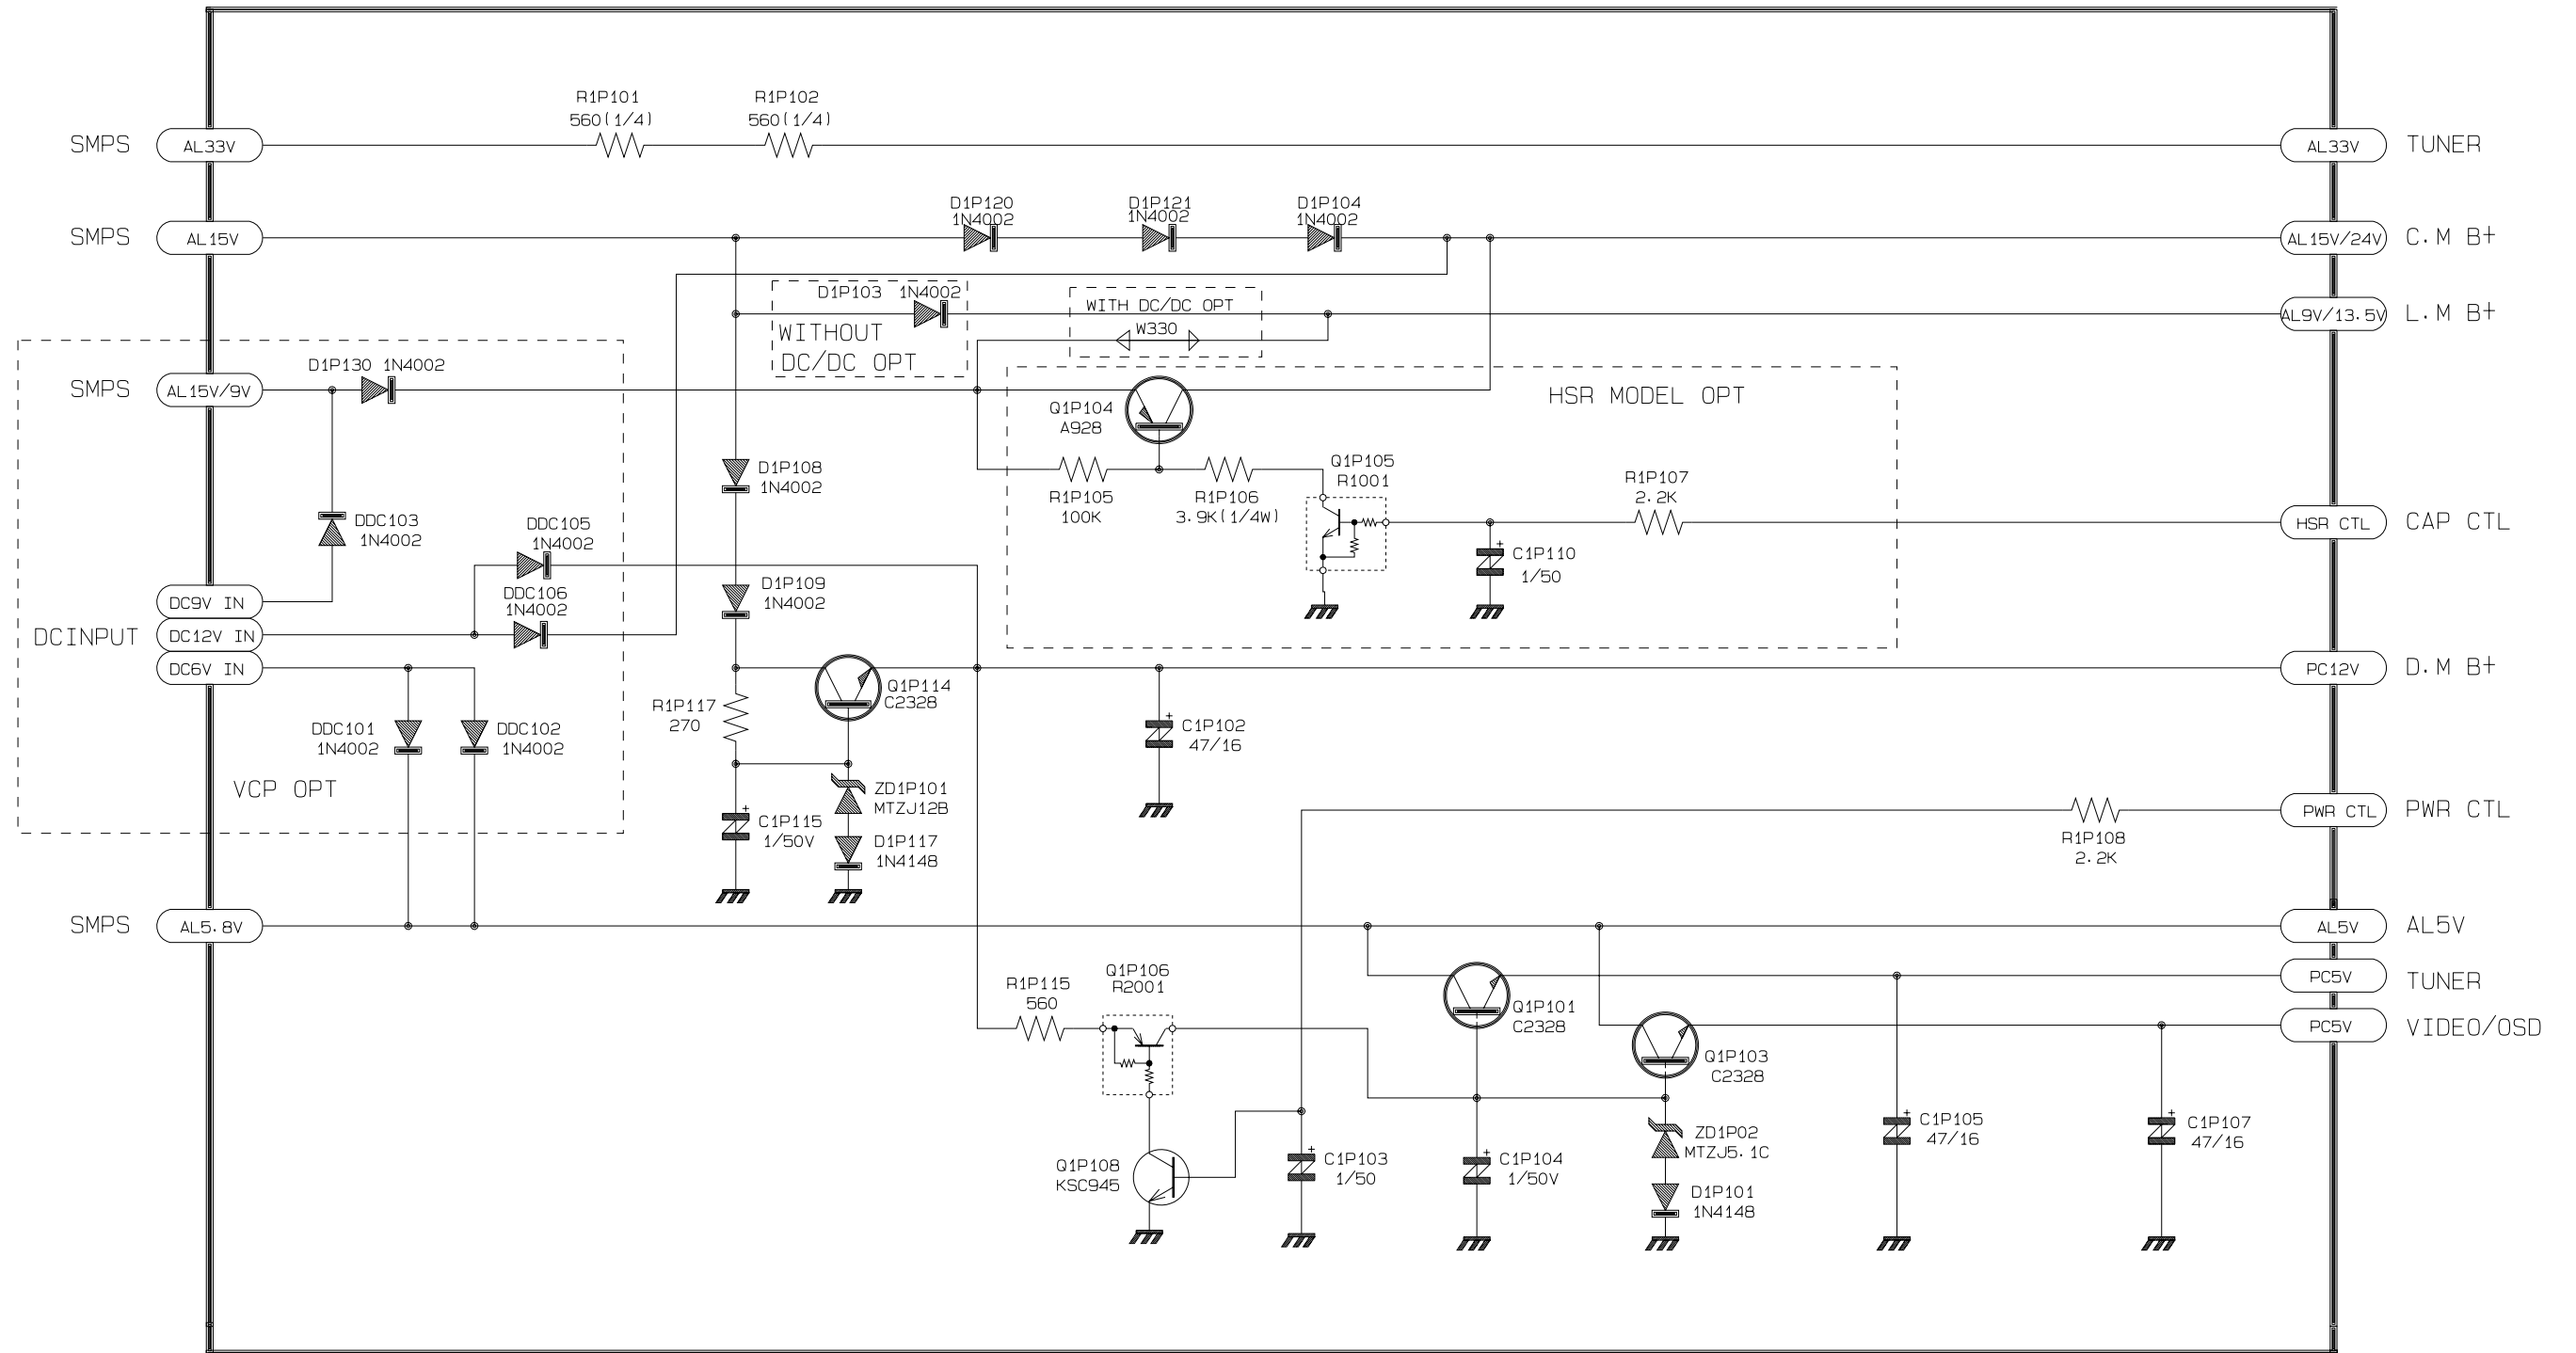 R1P101
560(1/4)
R1P102
560(1/4)
SMPS
AL33V
AL33V
TUNER
D1P120
1N4002
D1P121
1N4002
D1P104
1N4002
SMPS
AL15V
AL15V/24V
C.M B+
D1P103 1N4002
WITHOUT
DC/DC OPT
WITH DC/DC OPT
W330
AL9V/13.5V
L.M B+
D1P130 1N4002
SMPS
AL15V/9V
HSR MODEL OPT
Q1P104
A928
D1P108
1N4002
R1P105
100K
R1P106
3.9K(1/4W)
Q1P105
R1001
R1P107
2.2K
HSR CTL
CAP CTL
DDC103
1N4002
DDC105
1N4002
C1P110
1/50
DDC106
1N4002
D1P109
1N4002
DC9V IN
DCINPUT
DC12V IN
DC6V IN
PC12V
D.M B+
Q1P114
C2328
R1P117
270
DDC101
1N4002
DDC102
1N4002
C1P102
47/16
VCP OPT
ZD1P101
MTZJ12B
C1P115
1/50V
D1P117
1N4148
PWR CTL
PWR CTL
R1P108
2.2K
SMPS
AL5.8V
AL5V
AL5V
R1P115
560
Q1P106
R2001
PC5V
TUNER
Q1P101
C2328
PC5V
VIDEO/OSD
Q1P103
C2328
C1P105
47/16
C1P107
47/16
ZD1P02
MTZJ5.1C
Q1P108
KSC945
C1P103
1/50
C1P104
1/50V
D1P101
1N4148